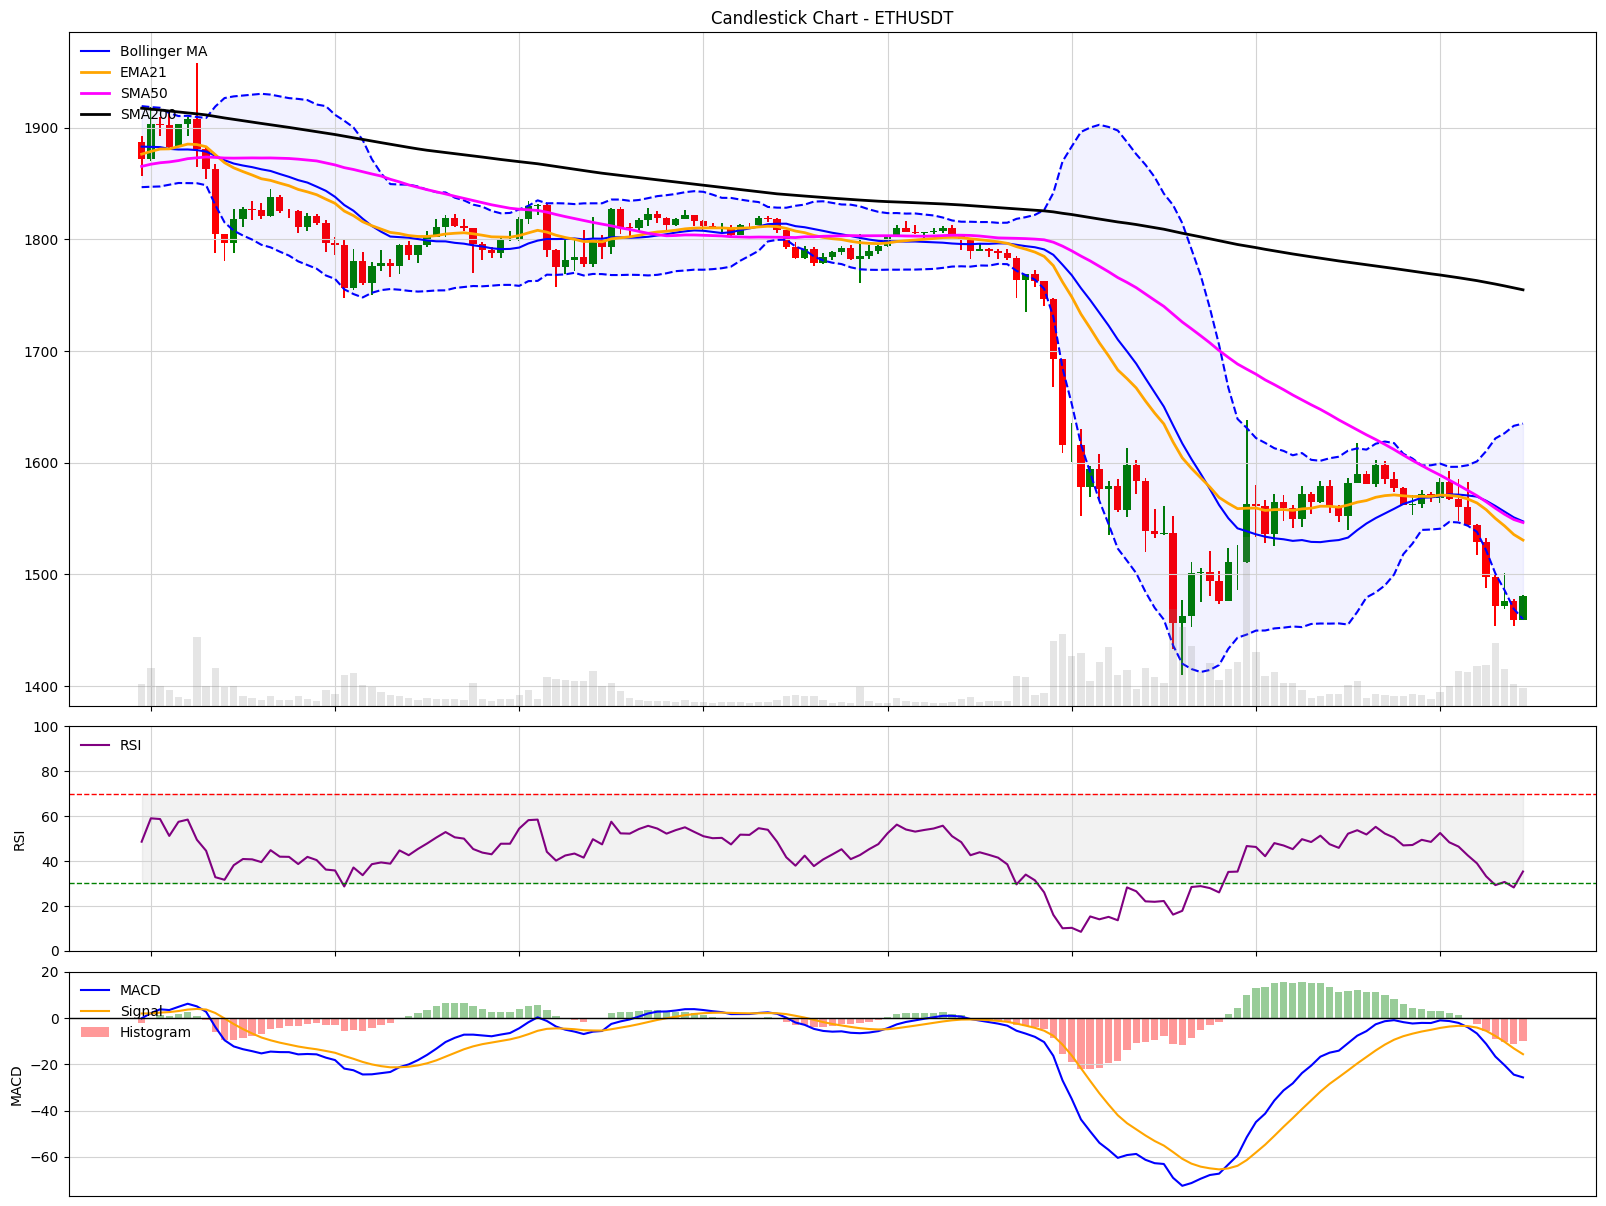 Candlestick Chart - ETHUSDT
Bollinger MA
EMA21
SMA50
SMA200
1900
1800
1700
1600
1500
1400
RSI
100
80
60
40
20
0
RSI
MACD
Signal
Histogram
20
0
−20
−40
−60
MACD